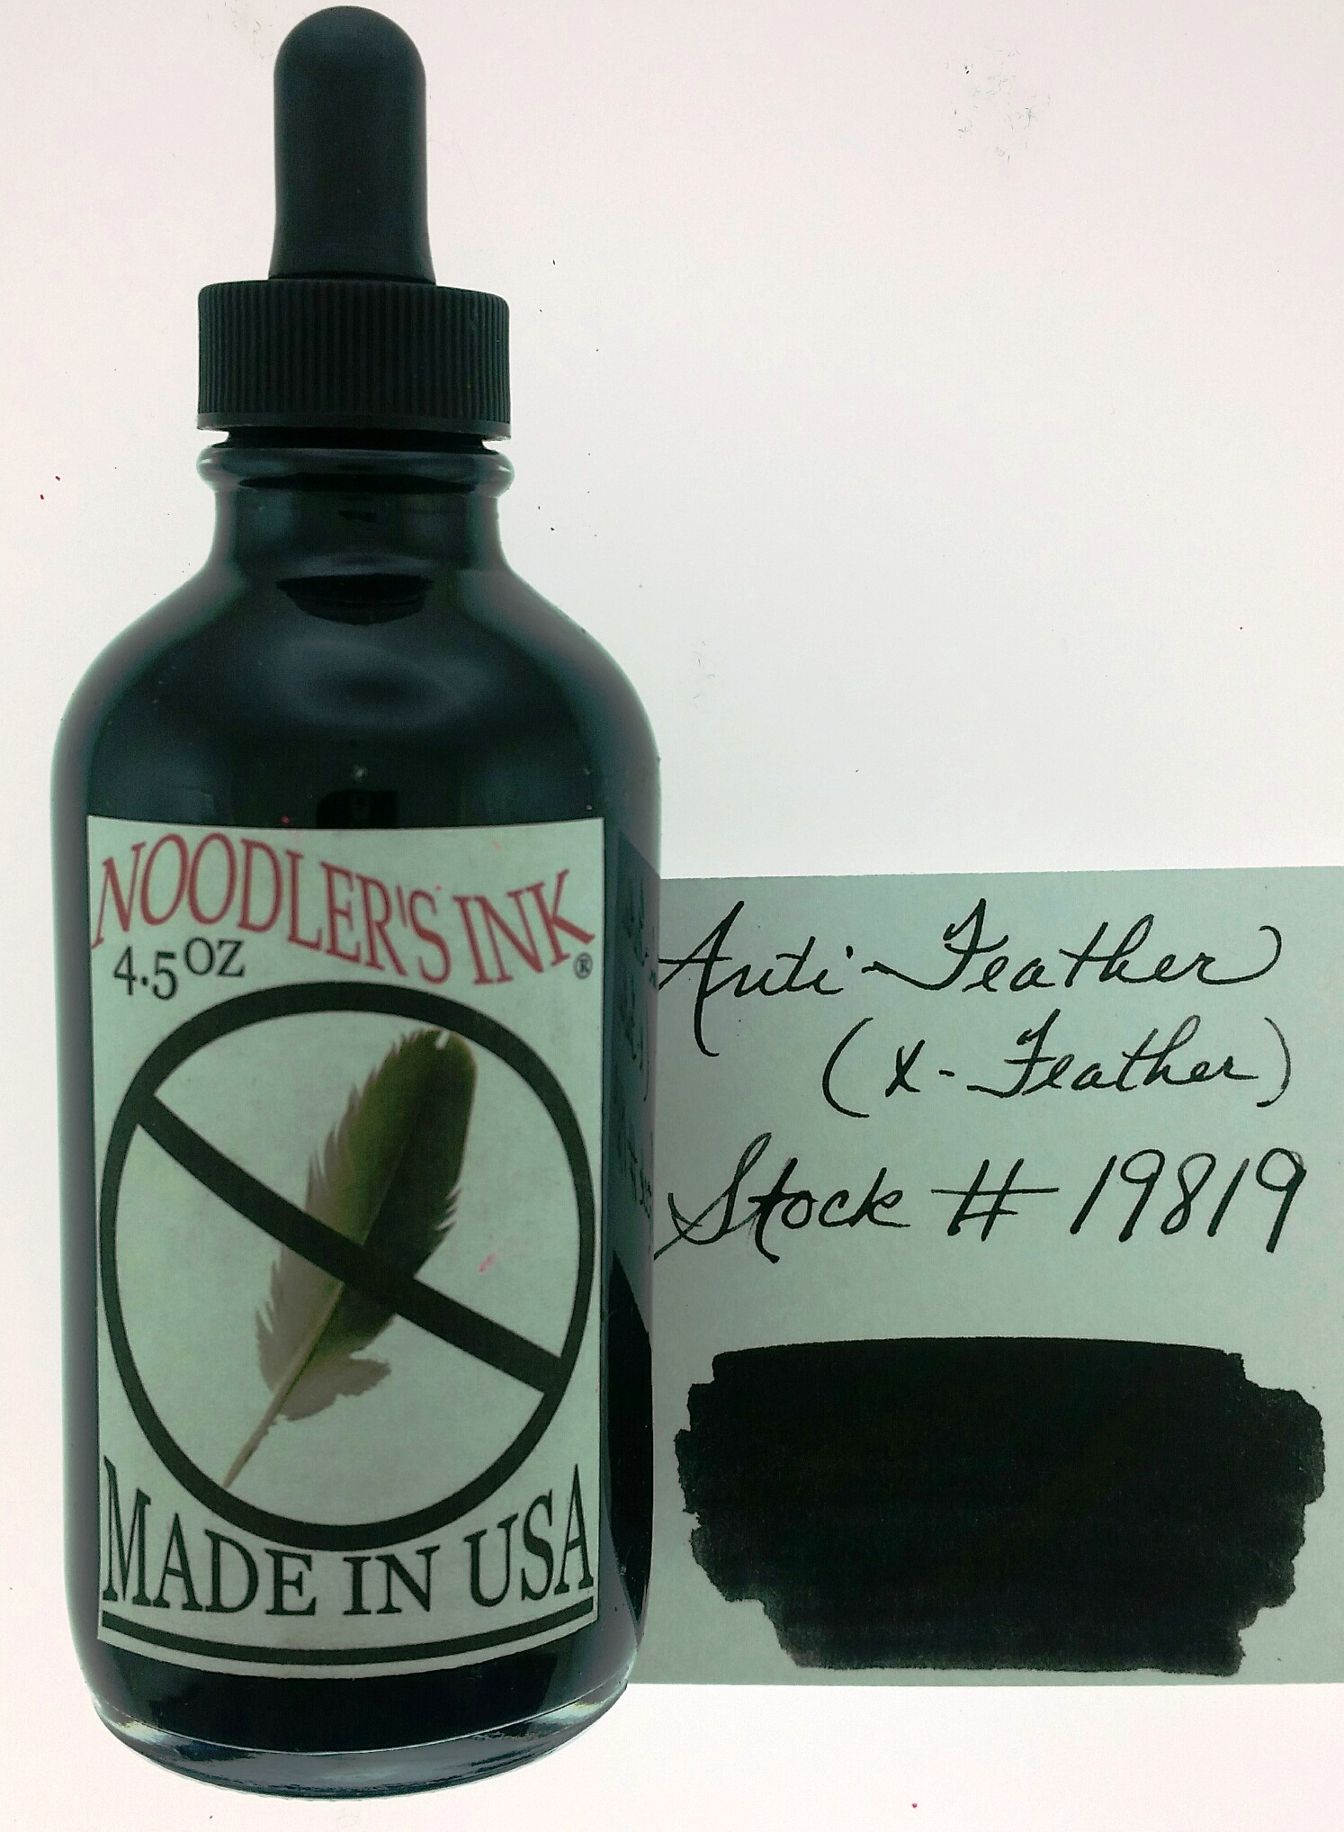 NOODLER'S INK ®
4.5 OZ
MADE IN USA
Anti-Feather
(X-Feather)
Stock # 19819